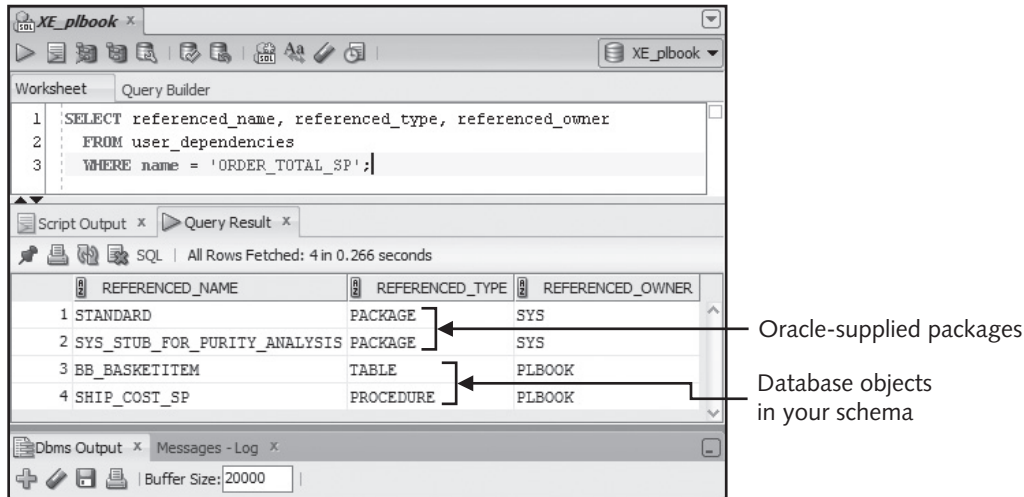 SQL XE_plbook x
XE_plbook
Worksheet Query Builder
1 SELECT referenced_name, referenced_type, referenced_owner
2 FROM user_dependencies
3 WHERE name = 'ORDER_TOTAL_SP';
Script Output x Query Result x
SQL | All Rows Fetched: 4 in 0.266 seconds
REFERENCED_NAME REFERENCED_TYPE REFERENCED_OWNER
1 STANDARD PACKAGE SYS
2 SYS_STUB_FOR_PURITY_ANALYSIS PACKAGE SYS
3 BB_BASKETITEM TABLE PLBOOK
4 SHIP_COST_SP PROCEDURE PLBOOK
Oracle-supplied packages
Database objects
in your schema
Dbms Output x Messages - Log x
Buffer Size: 20000